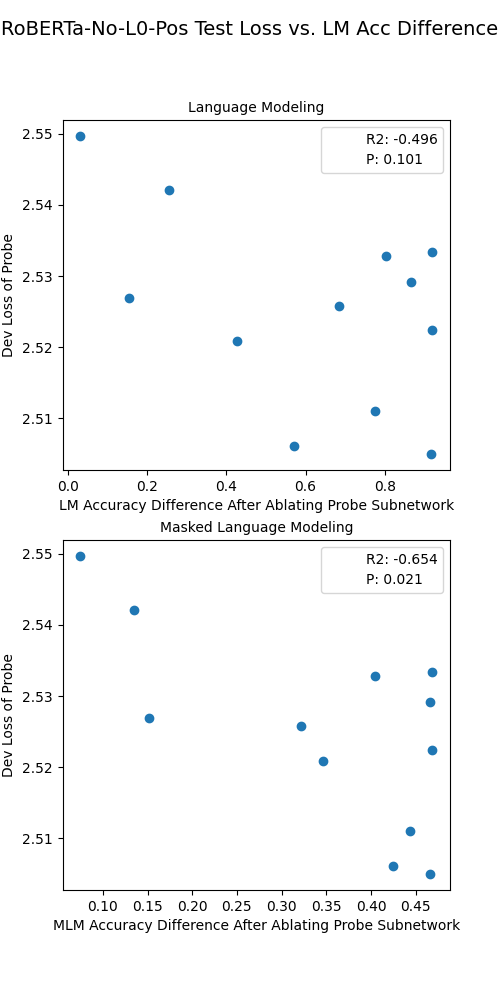 RoBERTa-No-L0-Pos Test Loss vs. LM Acc Difference
Language Modeling
R2: -0.496
P: 0.101
2.55
2.54
2.53
2.52
2.51
Dev Loss of Probe
0.0 0.2 0.4 0.6 0.8
LM Accuracy Difference After Ablating Probe Subnetwork
Masked Language Modeling
R2: -0.654
P: 0.021
2.55
2.54
2.53
2.52
2.51
Dev Loss of Probe
0.10 0.15 0.20 0.25 0.30 0.35 0.40 0.45
MLM Accuracy Difference After Ablating Probe Subnetwork